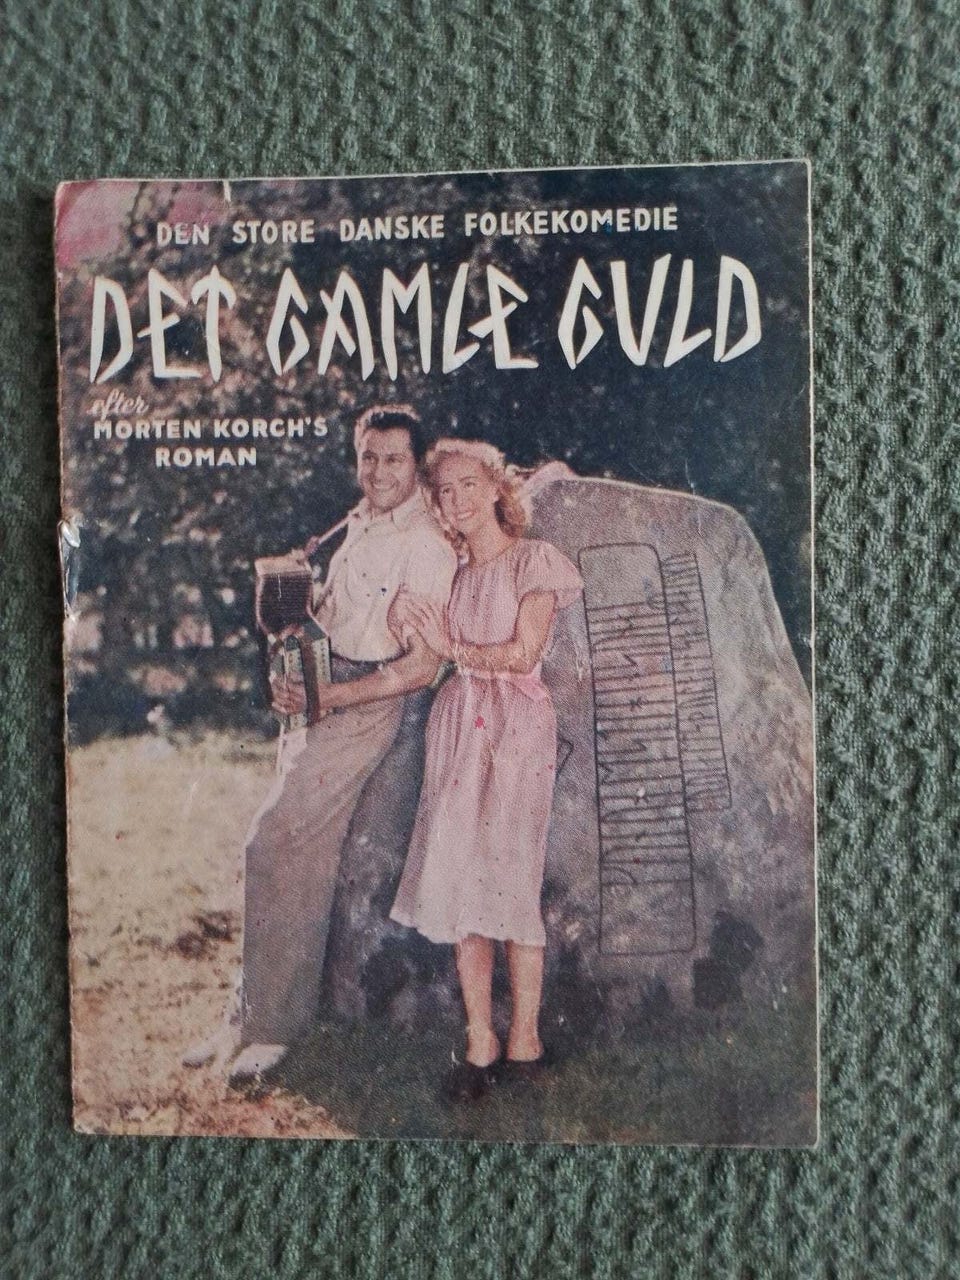 DEN STORE DANSKE FOLKEKOMEDIE
DET GAMLE GULD
efter
MORTEN KORCH'S
ROMAN